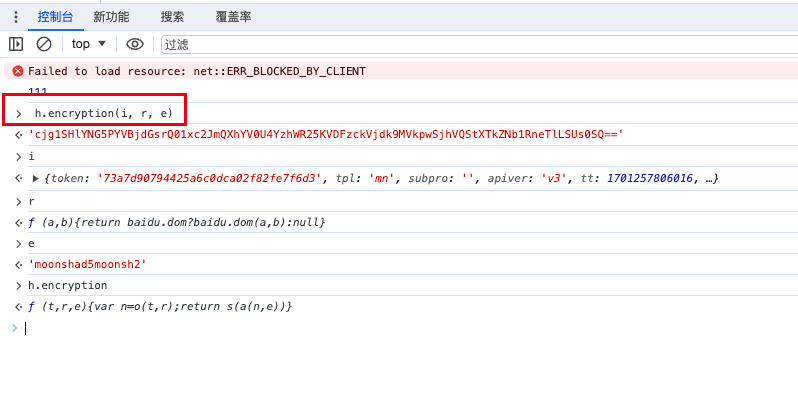 控制台 新功能 搜索 覆盖率
top ▼ 过滤
Failed to load resource: net::ERR_BLOCKED_BY_CLIENT
111
h.encryption(i, r, e)
'cjg1SHlYNG5PYVBjdGsrQ01xc2JmQXhYV0U4YzhWR25KVDFzckVjdk9MVkpwSjhVQStXTkZNb1RneTlLSUs0SQ=='
i
{token: '73a7d90794425a6c0dca02f82fe7f6d3', tpl: 'mn', subpro: '', apiver: 'v3', tt: 1701257806016, …}
r
ƒ (a,b){return baidu.dom?baidu.dom(a,b):null}
e
'moonshad5moonsh2'
h.encryption
ƒ (t,r,e){var n=o(t,r);return s(a(n,e))}